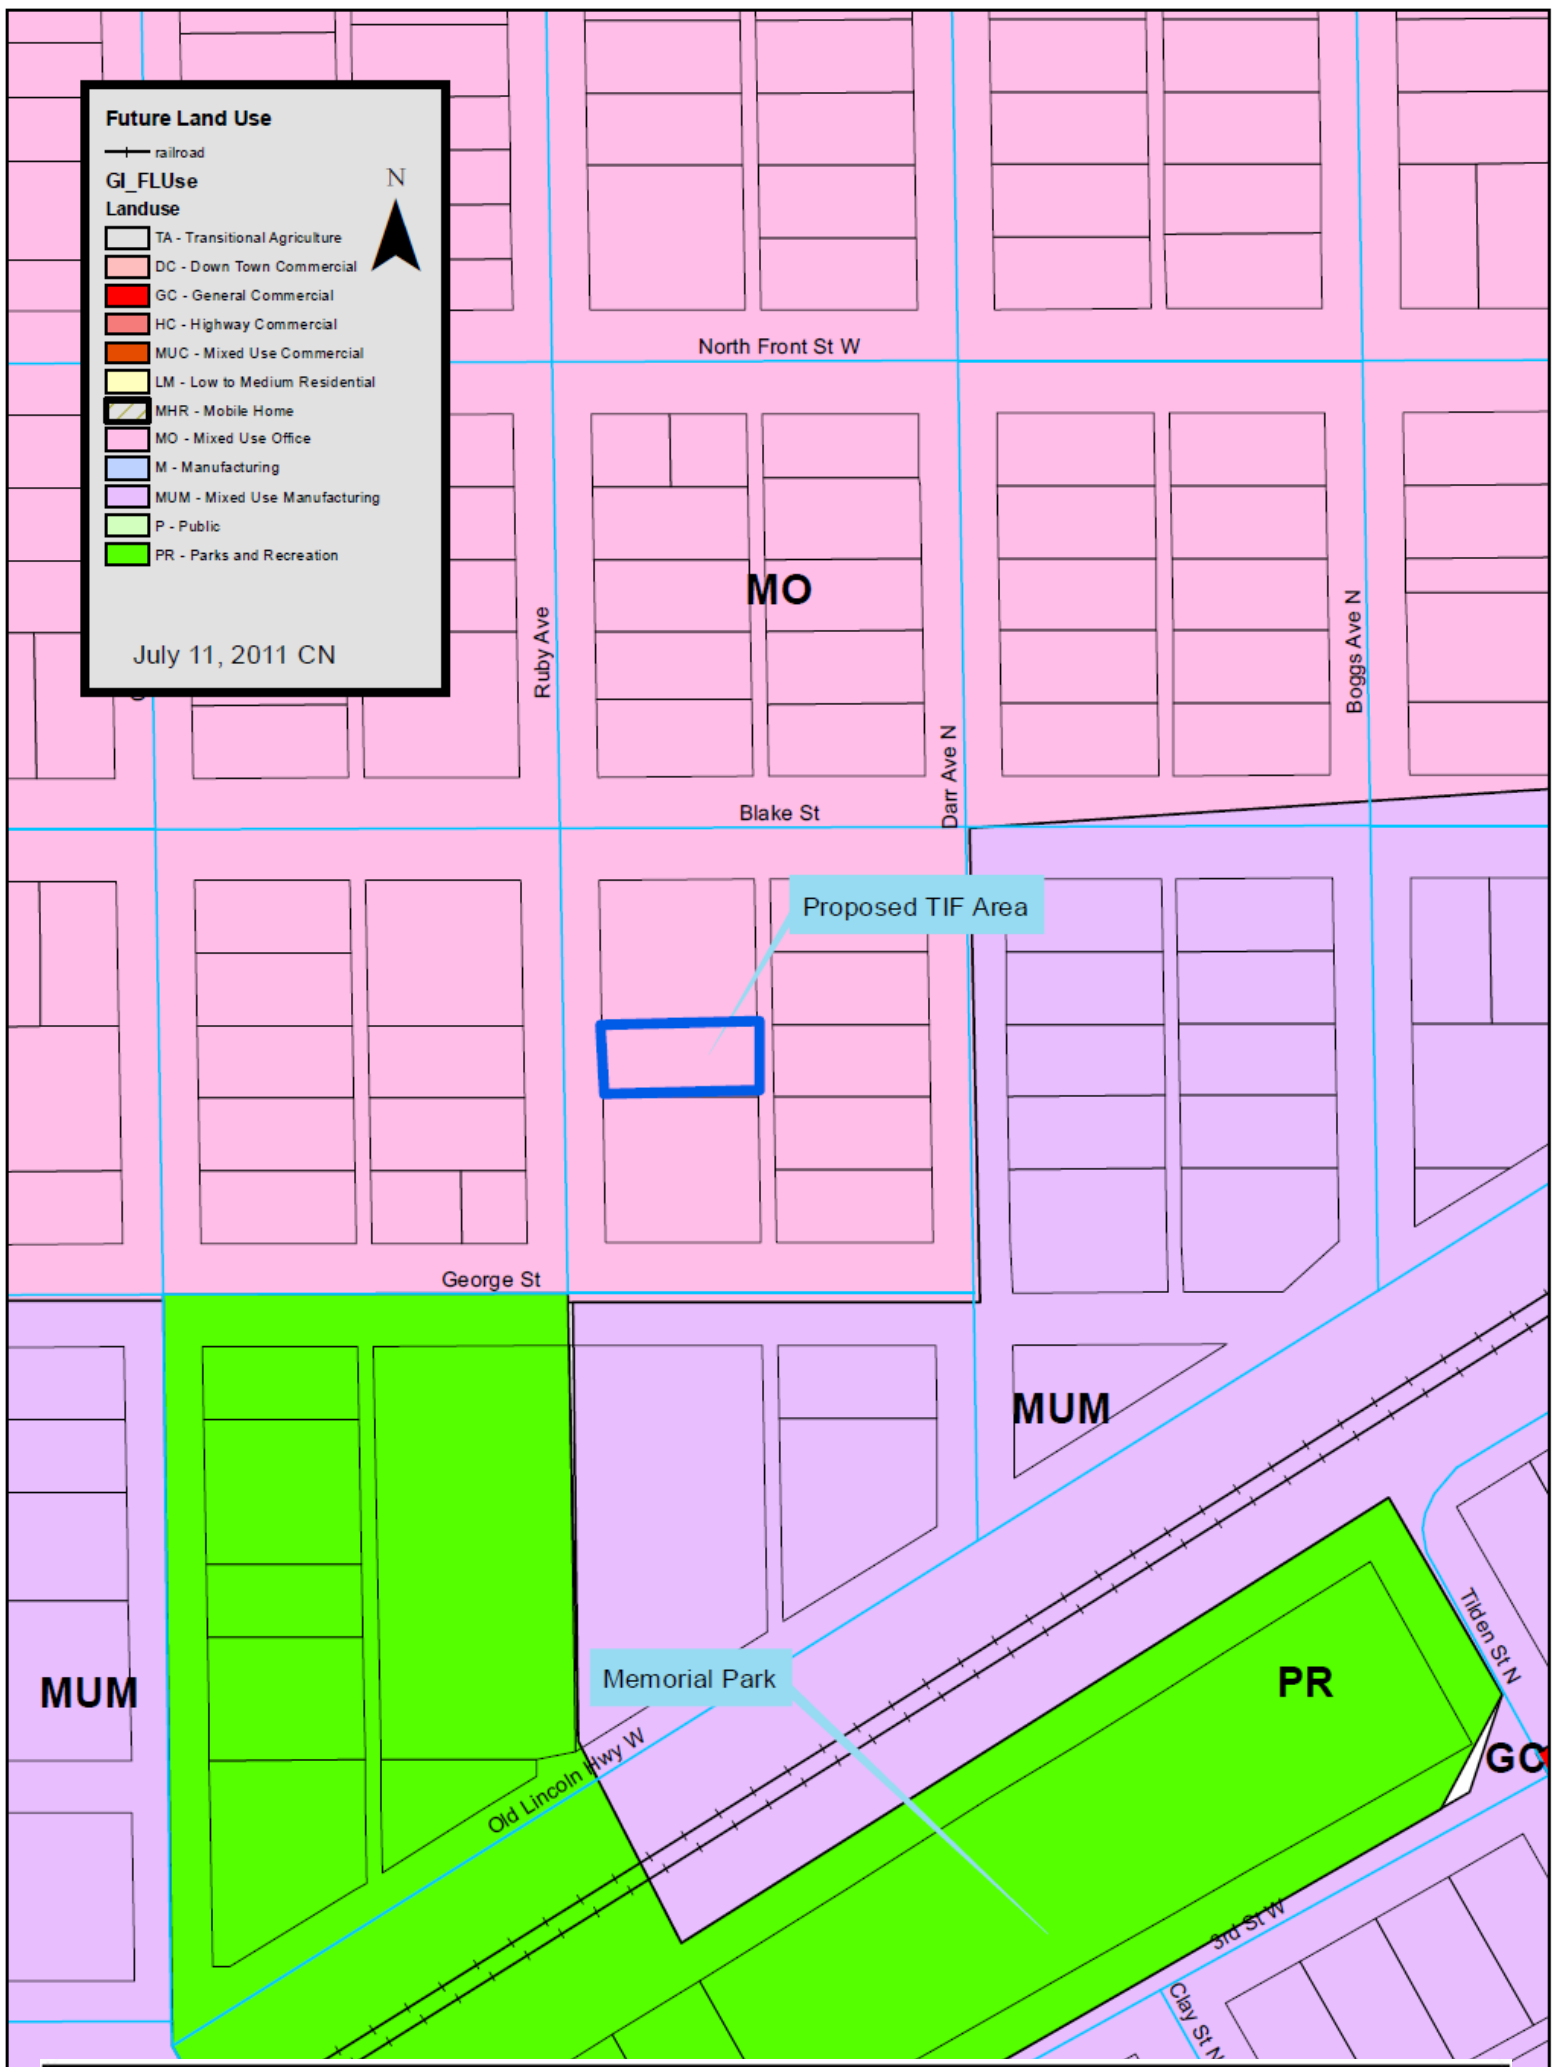 Future Land Use
railroad
GI_FLUse
N
Landuse
TA - Transitional Agriculture
DC - Down Town Commercial
GC - General Commercial
HC - Highway Commercial
MUC - Mixed Use Commercial
LM - Low to Medium Residential
MHR - Mobile Home
MO - Mixed Use Office
M - Manufacturing
MUM - Mixed Use Manufacturing
P - Public
PR - Parks and Recreation
July 11, 2011 CN
North Front St W
MO
Ruby Ave
Boggs Ave N
Darr Ave N
Blake St
Proposed TIF Area
George St
MUM
Tilden St N
Memorial Park
PR
MUM
GC
Old Lincoln Hwy W
3rd St W
Clay St N